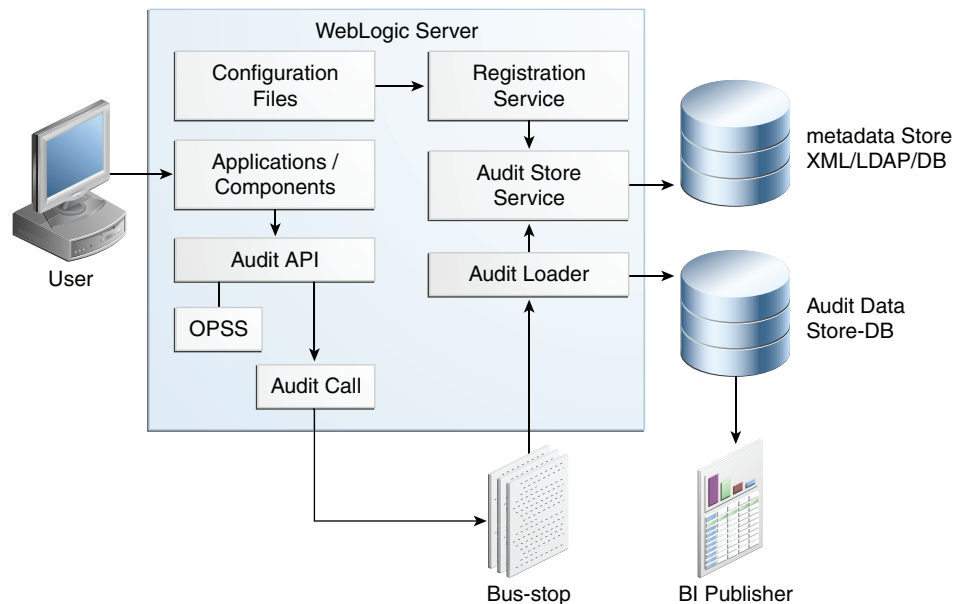 WebLogic Server
Configuration
Files
Registration
Service
metadata Store
XML/LDAP/DB
Applications /
Components
Audit Store
Service
User
Audit API
Audit Loader
OPSS
Audit Data
Store-DB
Audit Call
Bus-stop
BI Publisher